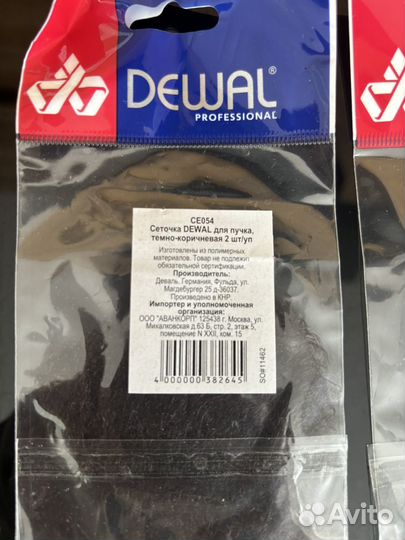 DEWAL®
PROFESSIONAL
CE054
Сеточка DEWAL для пучка,
темно-коричневая 2 шт/уп
Изготовлены из полимерных
материалов. Товар не подлежит
обязательной сертификации.
Производитель:
Деваль, Германия, Фульда, ул.
Магдебургер 25 д-36037.
Произведено в КНР.
Импортер и уполномоченная
организация:
ООО "АВАНКОРП" 125438 г. Москва, ул.
Михалковская д.63 Б, стр. 2, этаж 5,
помещение N XXII, ком. 15
4 000000 382645
SO#11462
Avito